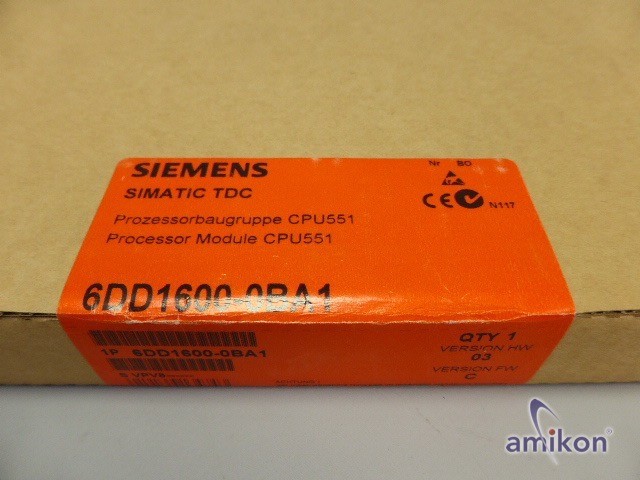 Nr BO
SIEMENS
SIMATIC TDC
N117
Prozessorbaugruppe CPU551
Processor Module CPU551
6DD1600-0BA1
QTY 1
1P 6DD1600-0BA1
VERSION HW
03
VERSION FW
C
amikon